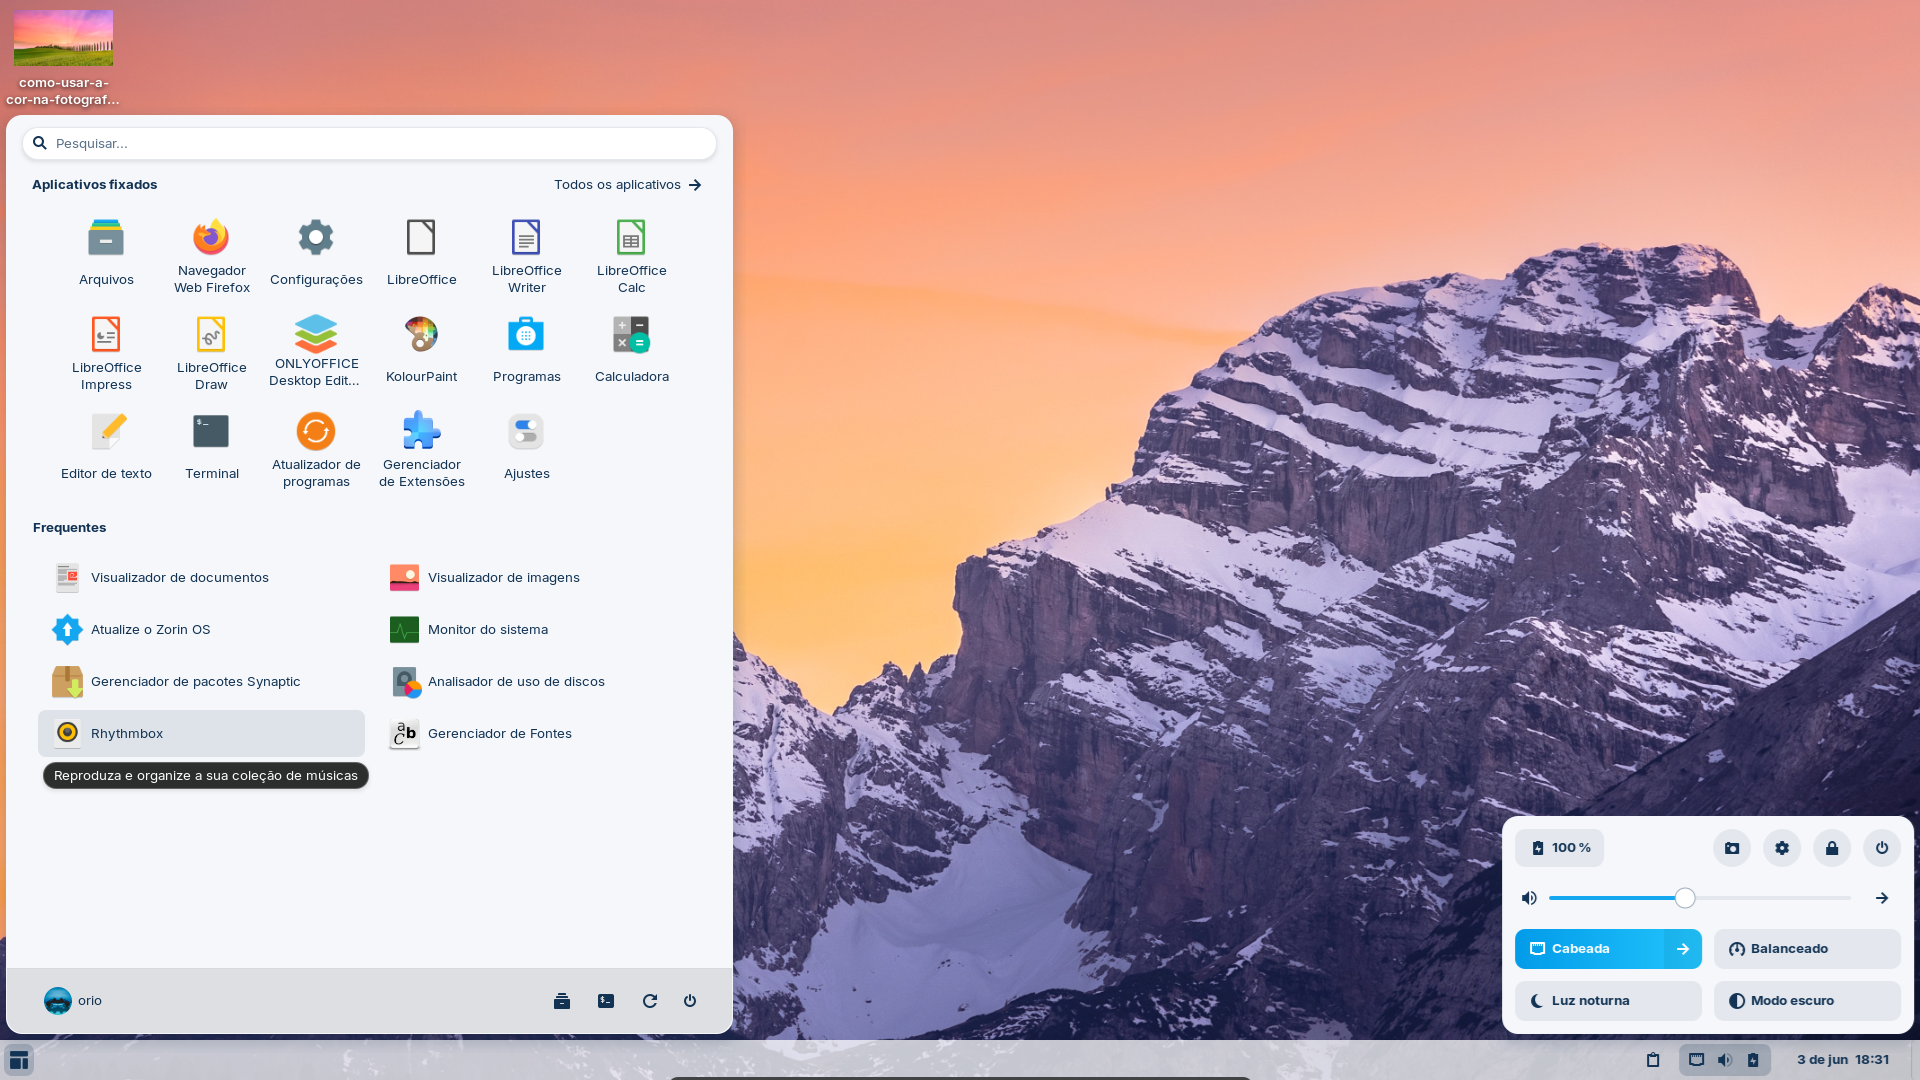 como-usar-a-
cor-na-fotograf...
Pesquisar...
Aplicativos fixados
Todos os aplicativos
Arquivos
Navegador
Web Firefox
Configurações
LibreOffice
LibreOffice
Writer
LibreOffice
Calc
LibreOffice
Impress
LibreOffice
Draw
ONLYOFFICE
Desktop Edit...
KolourPaint
Programas
Calculadora
Editor de texto
Terminal
Atualizador de
programas
Gerenciador
de Extensões
Ajustes
Frequentes
Visualizador de documentos
Visualizador de imagens
Atualize o Zorin OS
Monitor do sistema
Gerenciador de pacotes Synaptic
Analisador de uso de discos
Rhythmbox
Gerenciador de Fontes
Reproduza e organize a sua coleção de músicas
orio
100 %
Cabeada
Balanceado
Luz noturna
Modo escuro
3 de jun 18:31